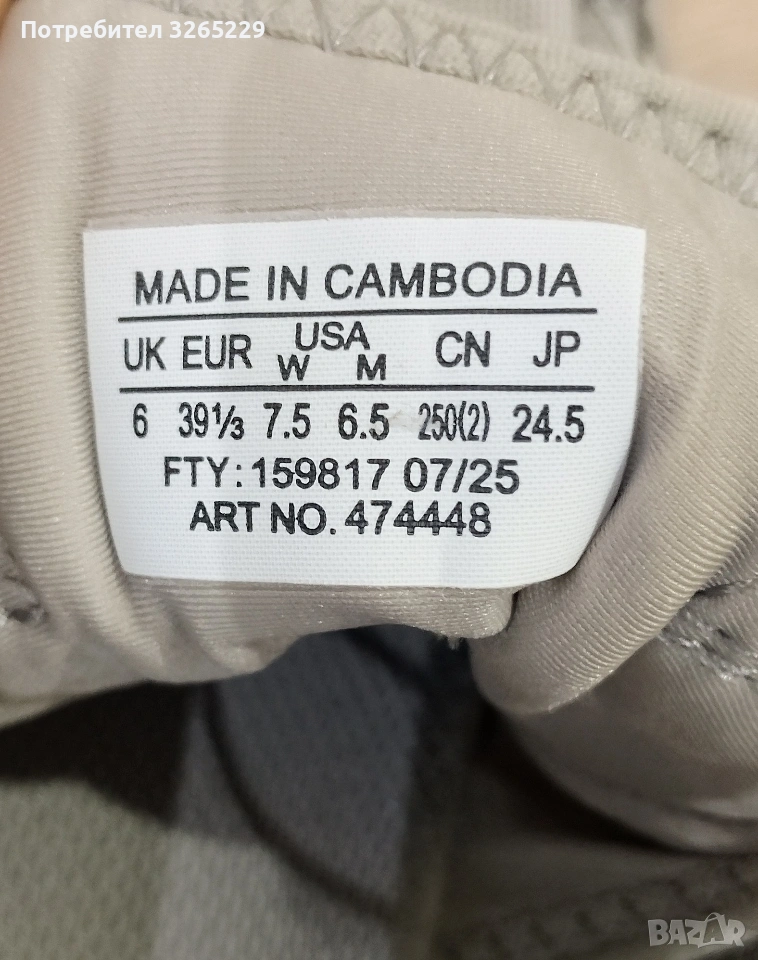 Потребител 3265229
MADE IN CAMBODIA
UK EUR USA W M CN JP
6 39⅓ 7.5 6.5 250(2) 24.5
FTY: 159817 07/25
ART NO. 474448
BAZAR